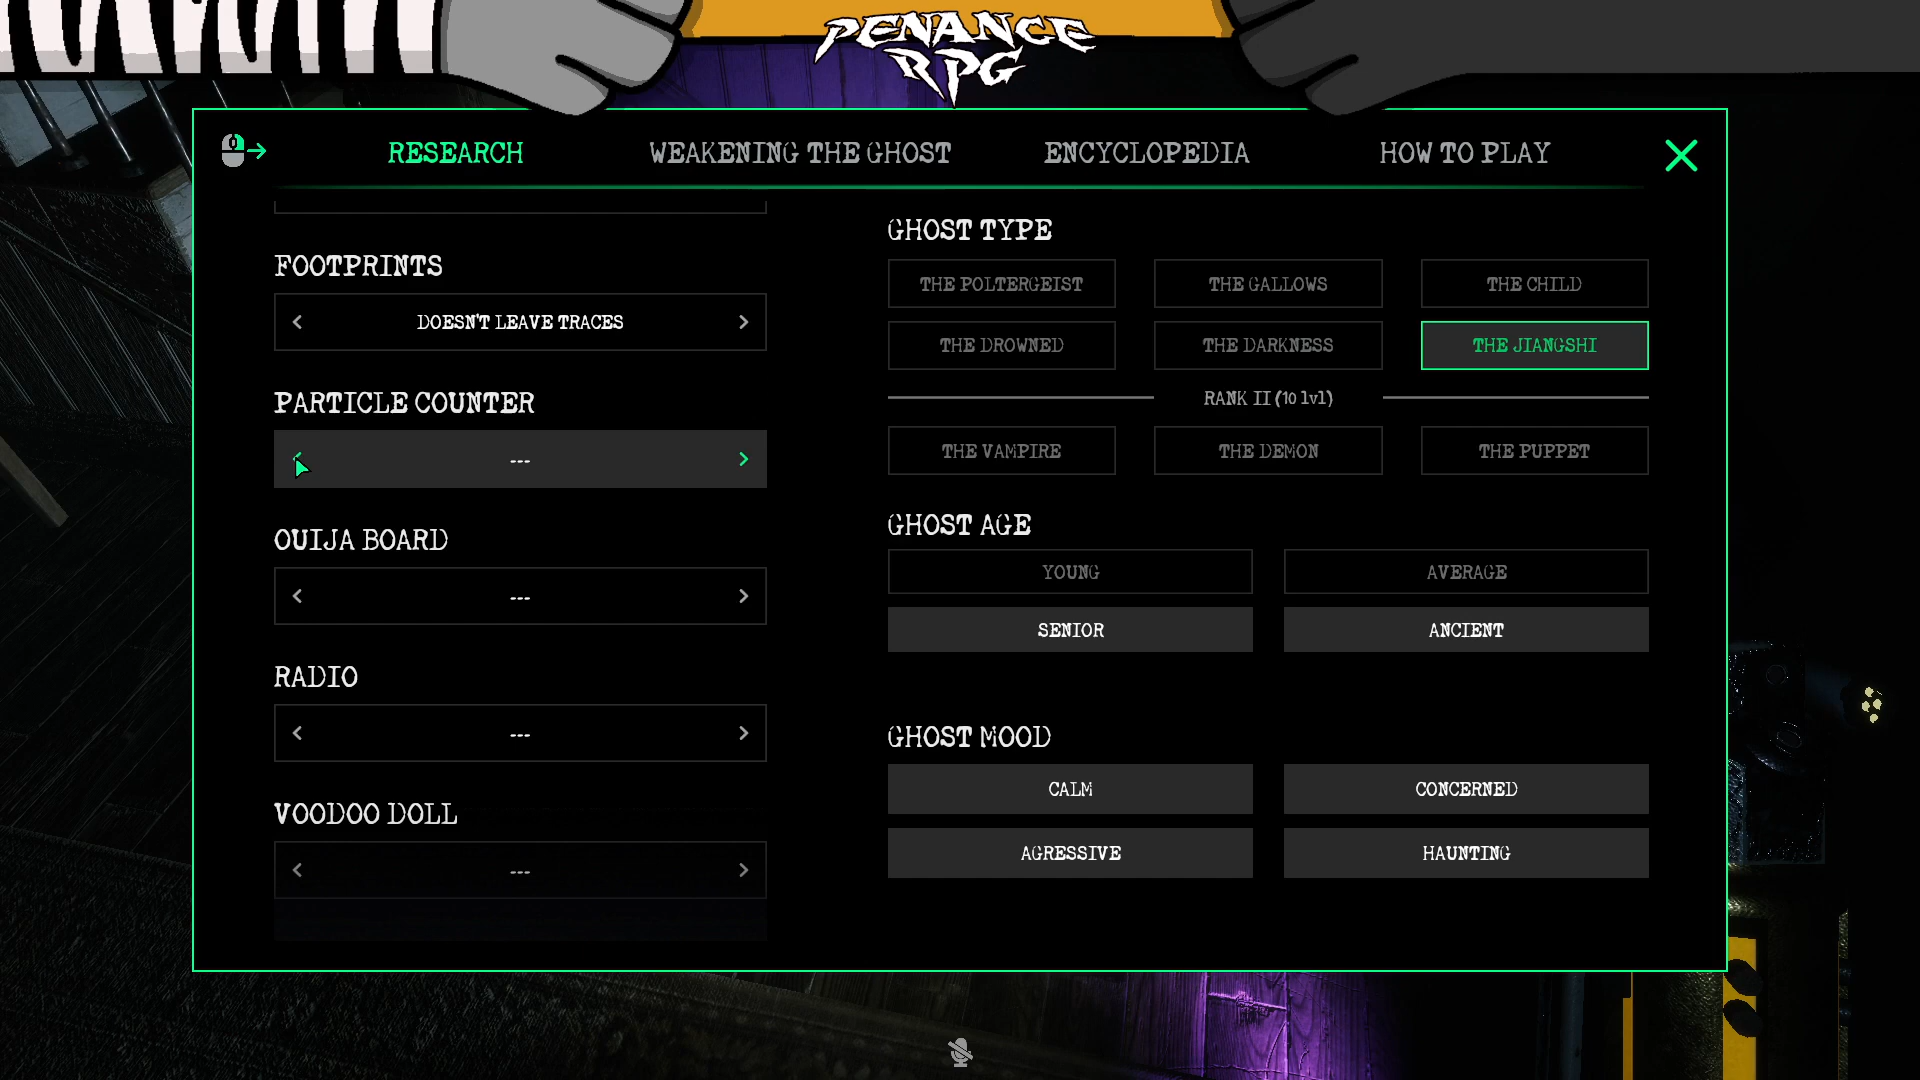 PENANCE
RPG
RESEARCH
WEAKENING THE GHOST
ENCYCLOPEDIA
HOW TO PLAY
FOOTPRINTS
DOESN'T LEAVE TRACES
PARTICLE COUNTER
---
OUIJA BOARD
---
RADIO
---
VOODOO DOLL
---
GHOST TYPE
THE POLTERGEIST
THE GALLOWS
THE CHILD
THE DROWNED
THE DARKNESS
THE JIANGSHI
RANK II (10 lvl)
THE VAMPIRE
THE DEMON
THE PUPPET
GHOST AGE
YOUNG
AVERAGE
SENIOR
ANCIENT
GHOST MOOD
CALM
CONCERNED
AGRESSIVE
HAUNTING